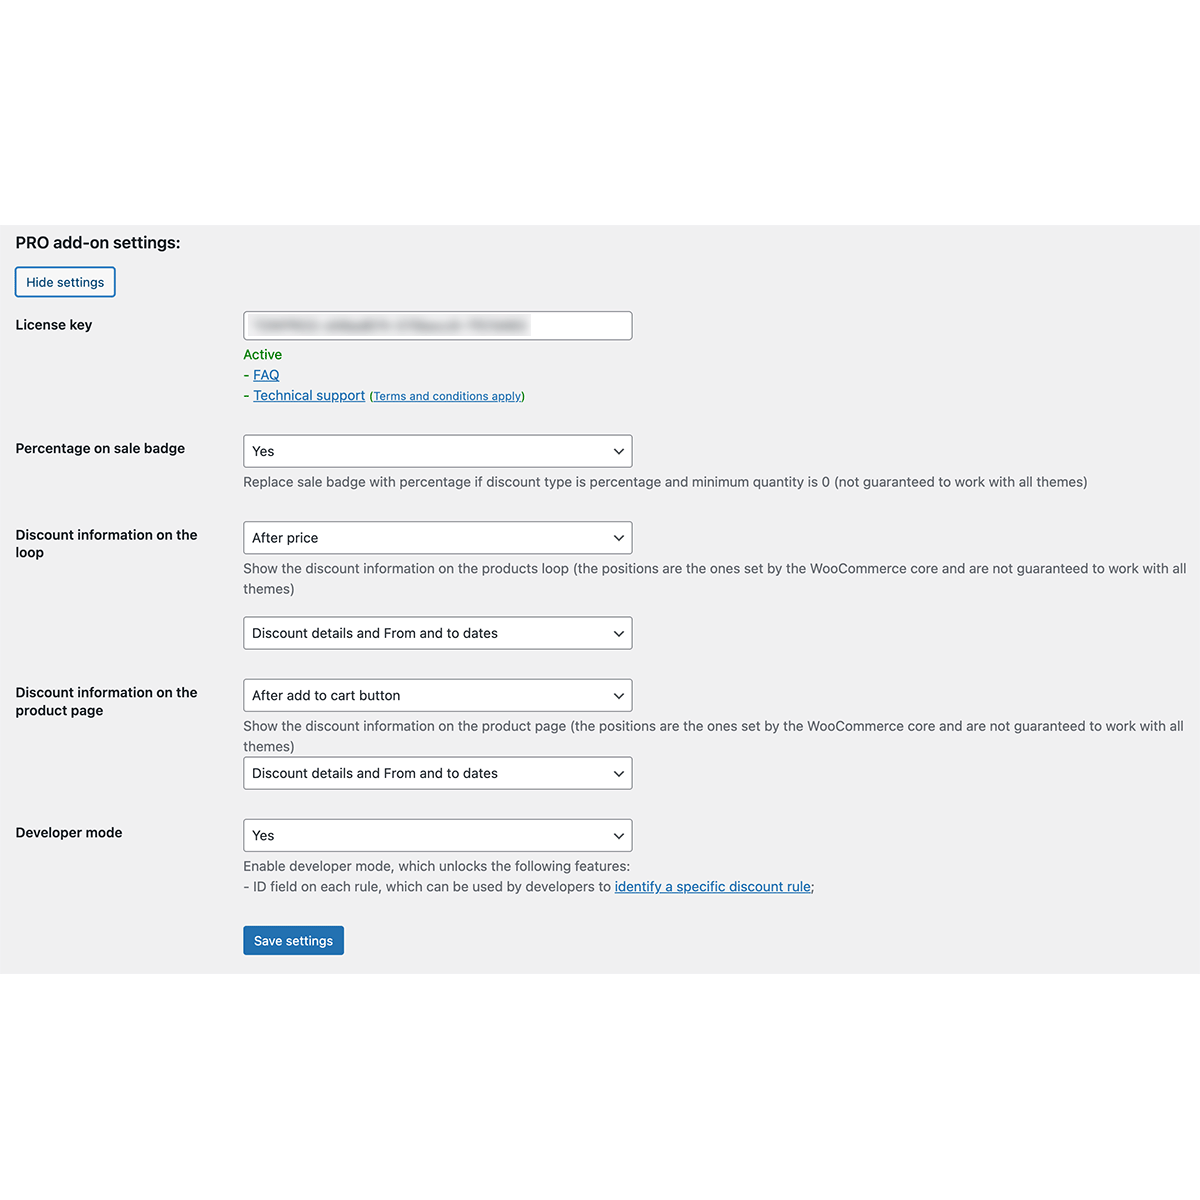 PRO add-on settings:
Hide settings
License key
Active
- FAQ
- Technical support (Terms and conditions apply)
Percentage on sale badge
Yes
Replace sale badge with percentage if discount type is percentage and minimum quantity is 0 (not guaranteed to work with all themes)
Discount information on the
loop
After price
Show the discount information on the products loop (the positions are the ones set by the WooCommerce core and are not guaranteed to work with all
themes)
Discount details and From and to dates
Discount information on the
product page
After add to cart button
Show the discount information on the product page (the positions are the ones set by the WooCommerce core and are not guaranteed to work with all
themes)
Discount details and From and to dates
Developer mode
Yes
Enable developer mode, which unlocks the following features:
- ID field on each rule, which can be used by developers to identify a specific discount rule;
Save settings